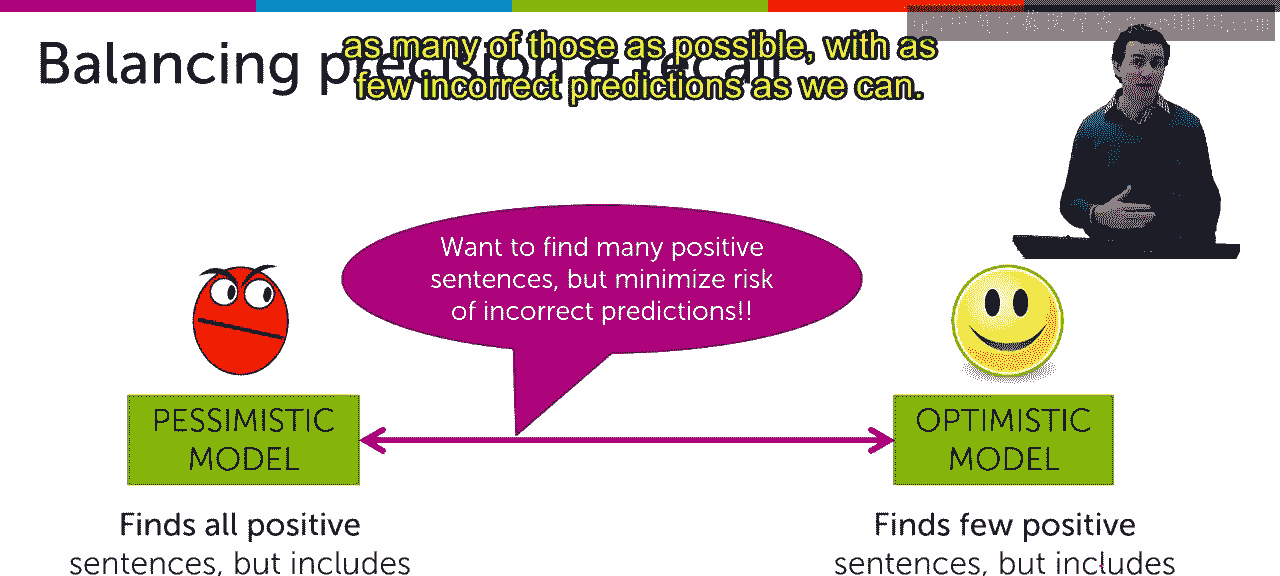 Balancing precision & recall
as many of those as possible, with as
few incorrect predictions as we can.
Want to find many positive
sentences, but minimize risk
of incorrect predictions!!
PESSIMISTIC
MODEL
OPTIMISTIC
MODEL
Finds all positive
sentences, but includes
Finds few positive
sentences, but includes